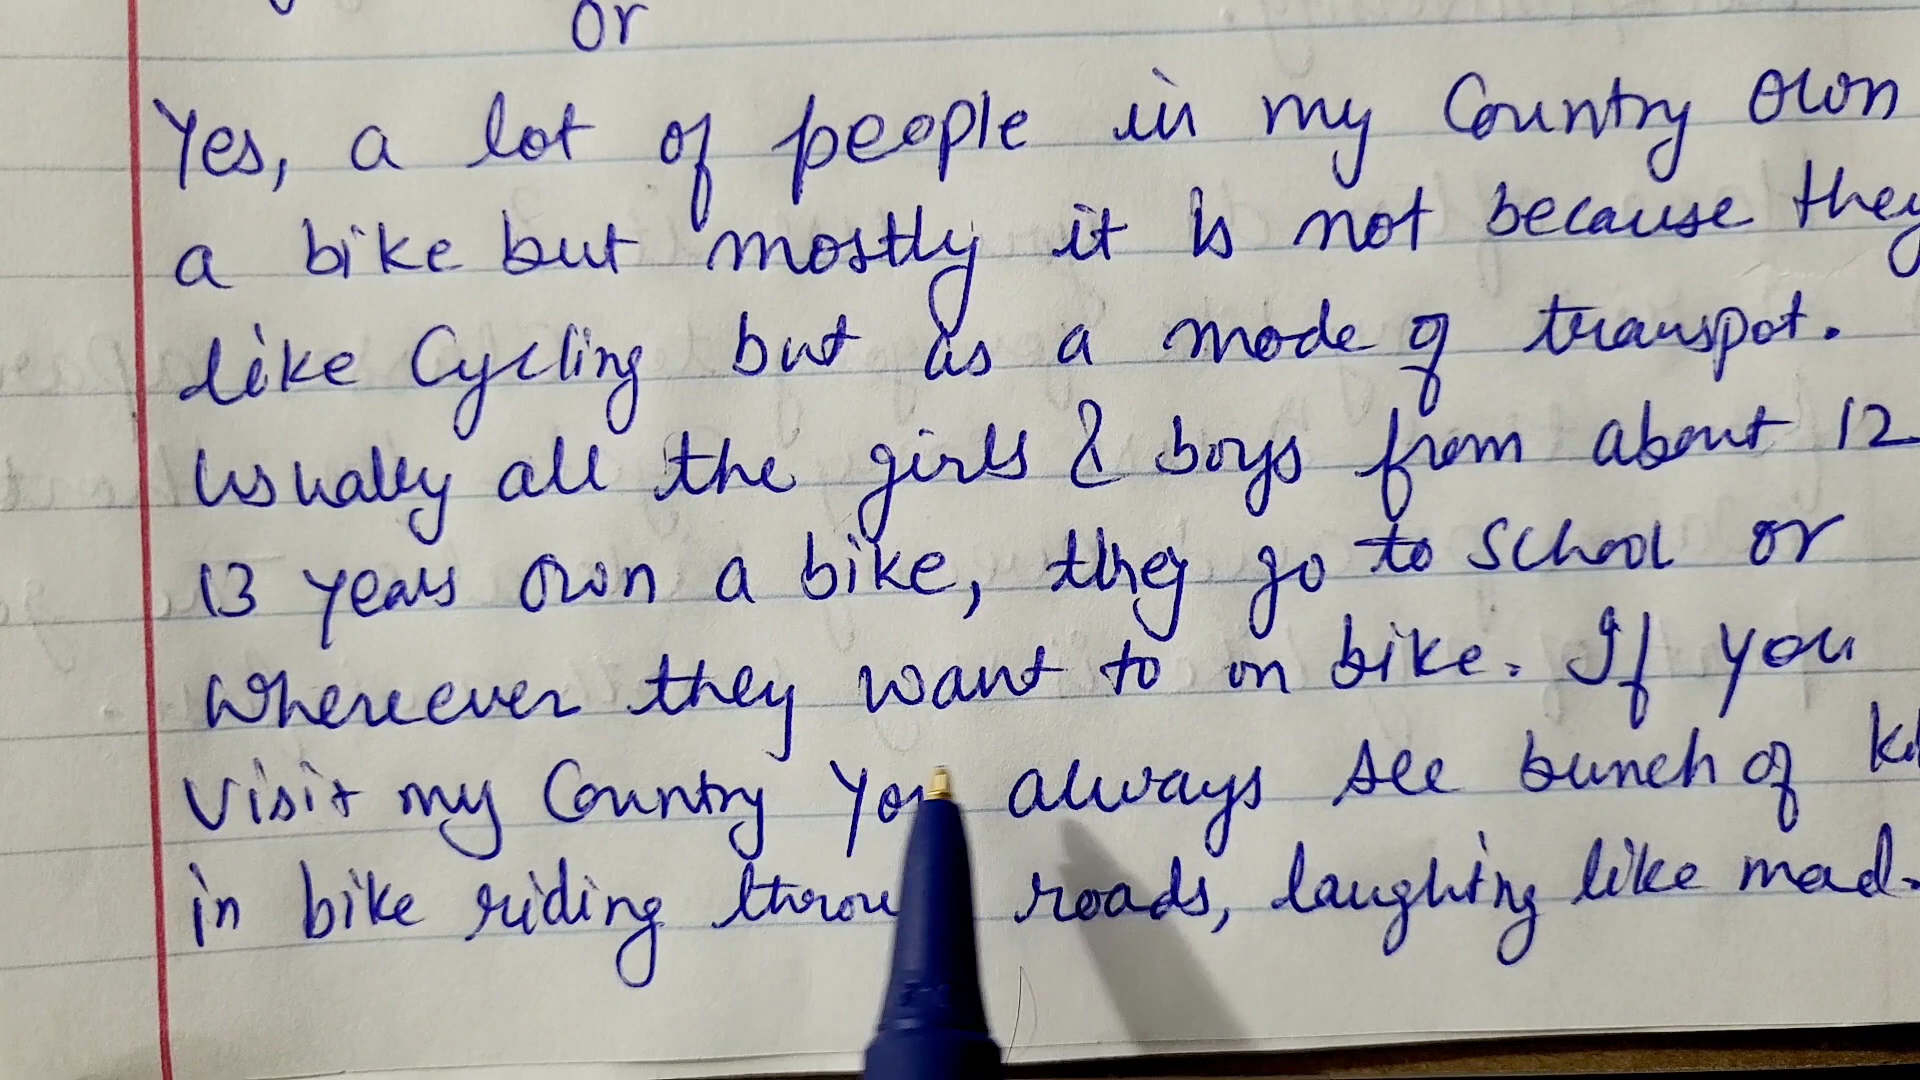 or
Yes, a lot of people in my Country own
a bike but mostly it is not because they
like Cycling but as a mode of transpot.
Usually all the girls & boys from about 12
13 years own a bike, they go to School or
whereever they want to on bike. If you
visit my Country you always see bunch of
in bike riding roads, laughing like mad.